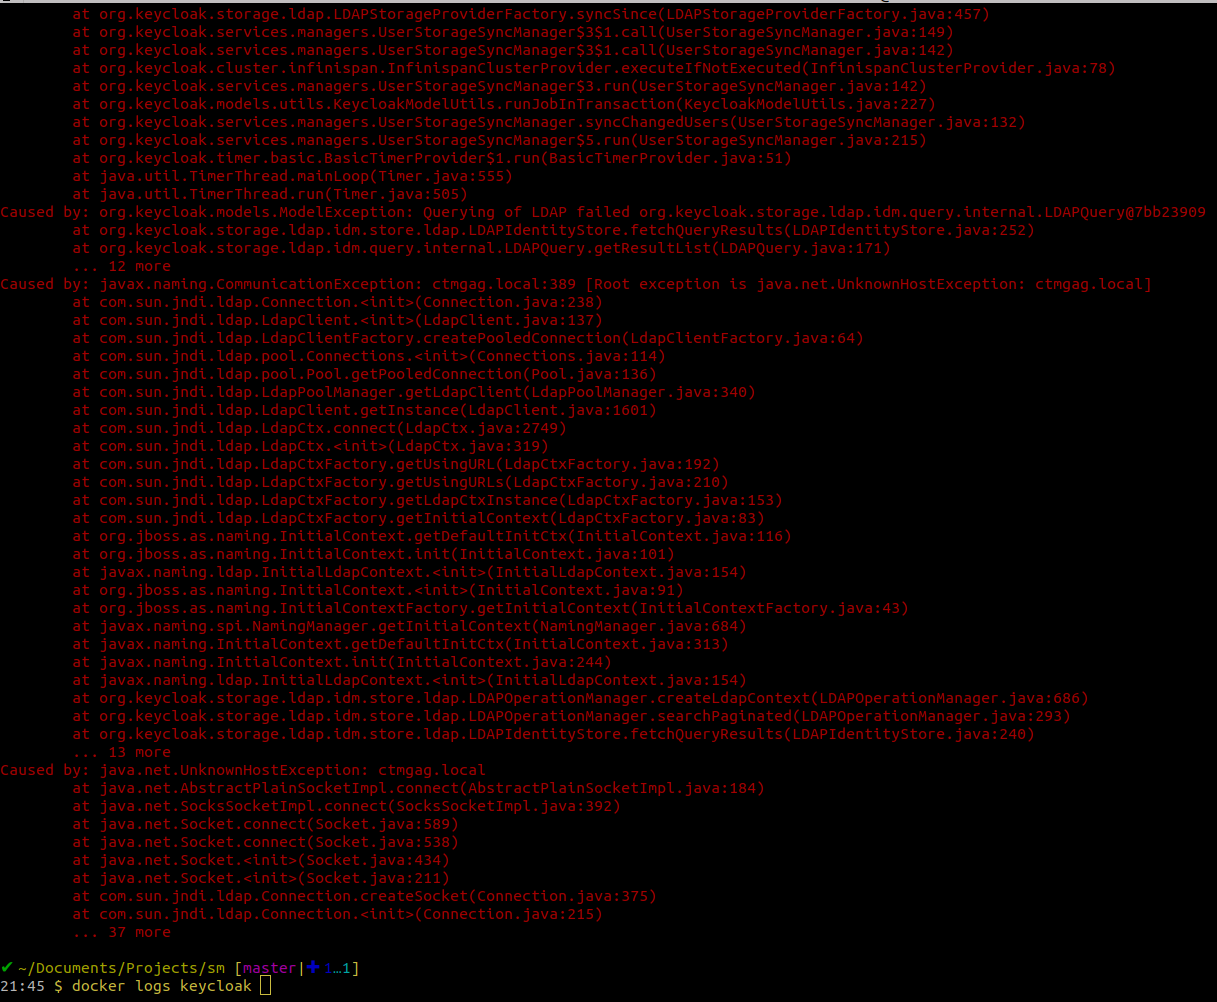 at org.keycloak.storage.ldap.LDAPStorageProviderFactory.syncSince(LDAPStorageProviderFactory.java:457)
at org.keycloak.services.managers.UserStorageSyncManager$3$1.call(UserStorageSyncManager.java:149)
at org.keycloak.services.managers.UserStorageSyncManager$3$1.call(UserStorageSyncManager.java:142)
at org.keycloak.cluster.infinispan.InfinispanClusterProvider.executeIfNotExecuted(InfinispanClusterProvider.java:78)
at org.keycloak.services.managers.UserStorageSyncManager$3.run(UserStorageSyncManager.java:142)
at org.keycloak.models.utils.KeycloakModelUtils.runJobInTransaction(KeycloakModelUtils.java:227)
at org.keycloak.services.managers.UserStorageSyncManager.syncChangedUsers(UserStorageSyncManager.java:132)
at org.keycloak.services.managers.UserStorageSyncManager$5.run(UserStorageSyncManager.java:215)
at org.keycloak.timer.basic.BasicTimerProvider$1.run(BasicTimerProvider.java:51)
at java.util.TimerThread.mainLoop(Timer.java:555)
at java.util.TimerThread.run(Timer.java:505)
Caused by: org.keycloak.models.ModelException: Querying of LDAP failed org.keycloak.storage.ldap.idm.query.internal.LDAPQuery@7bb23909
at org.keycloak.storage.ldap.idm.store.ldap.LDAPIdentityStore.fetchQueryResults(LDAPIdentityStore.java:252)
at org.keycloak.storage.ldap.idm.query.internal.LDAPQuery.getResultList(LDAPQuery.java:171)
... 12 more
Caused by: javax.naming.CommunicationException: ctmgag.local:389 [Root exception is java.net.UnknownHostException: ctmgag.local]
at com.sun.jndi.ldap.Connection.<init>(Connection.java:238)
at com.sun.jndi.ldap.LdapClient.<init>(LdapClient.java:137)
at com.sun.jndi.ldap.LdapClientFactory.createPooledConnection(LdapClientFactory.java:64)
at com.sun.jndi.ldap.pool.Connections.<init>(Connections.java:114)
at com.sun.jndi.ldap.pool.Pool.getPooledConnection(Pool.java:136)
at com.sun.jndi.ldap.LdapPoolManager.getLdapClient(LdapPoolManager.java:340)
at com.sun.jndi.ldap.LdapClient.getInstance(LdapClient.java:1601)
at com.sun.jndi.ldap.LdapCtx.connect(LdapCtx.java:2749)
at com.sun.jndi.ldap.LdapCtx.<init>(LdapCtx.java:319)
at com.sun.jndi.ldap.LdapCtxFactory.getUsingURL(LdapCtxFactory.java:192)
at com.sun.jndi.ldap.LdapCtxFactory.getUsingURLs(LdapCtxFactory.java:210)
at com.sun.jndi.ldap.LdapCtxFactory.getLdapCtxInstance(LdapCtxFactory.java:153)
at com.sun.jndi.ldap.LdapCtxFactory.getInitialContext(LdapCtxFactory.java:83)
at org.jboss.as.naming.InitialContext.getDefaultInitCtx(InitialContext.java:116)
at org.jboss.as.naming.InitialContext.init(InitialContext.java:101)
at javax.naming.ldap.InitialLdapContext.<init>(InitialLdapContext.java:154)
at org.jboss.as.naming.InitialContext.<init>(InitialContext.java:91)
at org.jboss.as.naming.InitialContextFactory.getInitialContext(InitialContextFactory.java:43)
at javax.naming.spi.NamingManager.getInitialContext(NamingManager.java:684)
at javax.naming.InitialContext.getDefaultInitCtx(InitialContext.java:313)
at javax.naming.InitialContext.init(InitialContext.java:244)
at javax.naming.ldap.InitialLdapContext.<init>(InitialLdapContext.java:154)
at org.keycloak.storage.ldap.idm.store.ldap.LDAPOperationManager.createLdapContext(LDAPOperationManager.java:686)
at org.keycloak.storage.ldap.idm.store.ldap.LDAPOperationManager.searchPaginated(LDAPOperationManager.java:293)
at org.keycloak.storage.ldap.idm.store.ldap.LDAPIdentityStore.fetchQueryResults(LDAPIdentityStore.java:240)
... 13 more
Caused by: java.net.UnknownHostException: ctmgag.local
at java.net.AbstractPlainSocketImpl.connect(AbstractPlainSocketImpl.java:184)
at java.net.SocksSocketImpl.connect(SocksSocketImpl.java:392)
at java.net.Socket.connect(Socket.java:589)
at java.net.Socket.connect(Socket.java:538)
at java.net.Socket.<init>(Socket.java:434)
at java.net.Socket.<init>(Socket.java:211)
at com.sun.jndi.ldap.Connection.createSocket(Connection.java:375)
at com.sun.jndi.ldap.Connection.<init>(Connection.java:215)
... 37 more
✔ ~/Documents/Projects/sm [master|✚ 1…1]
21:45 $ docker logs keycloak